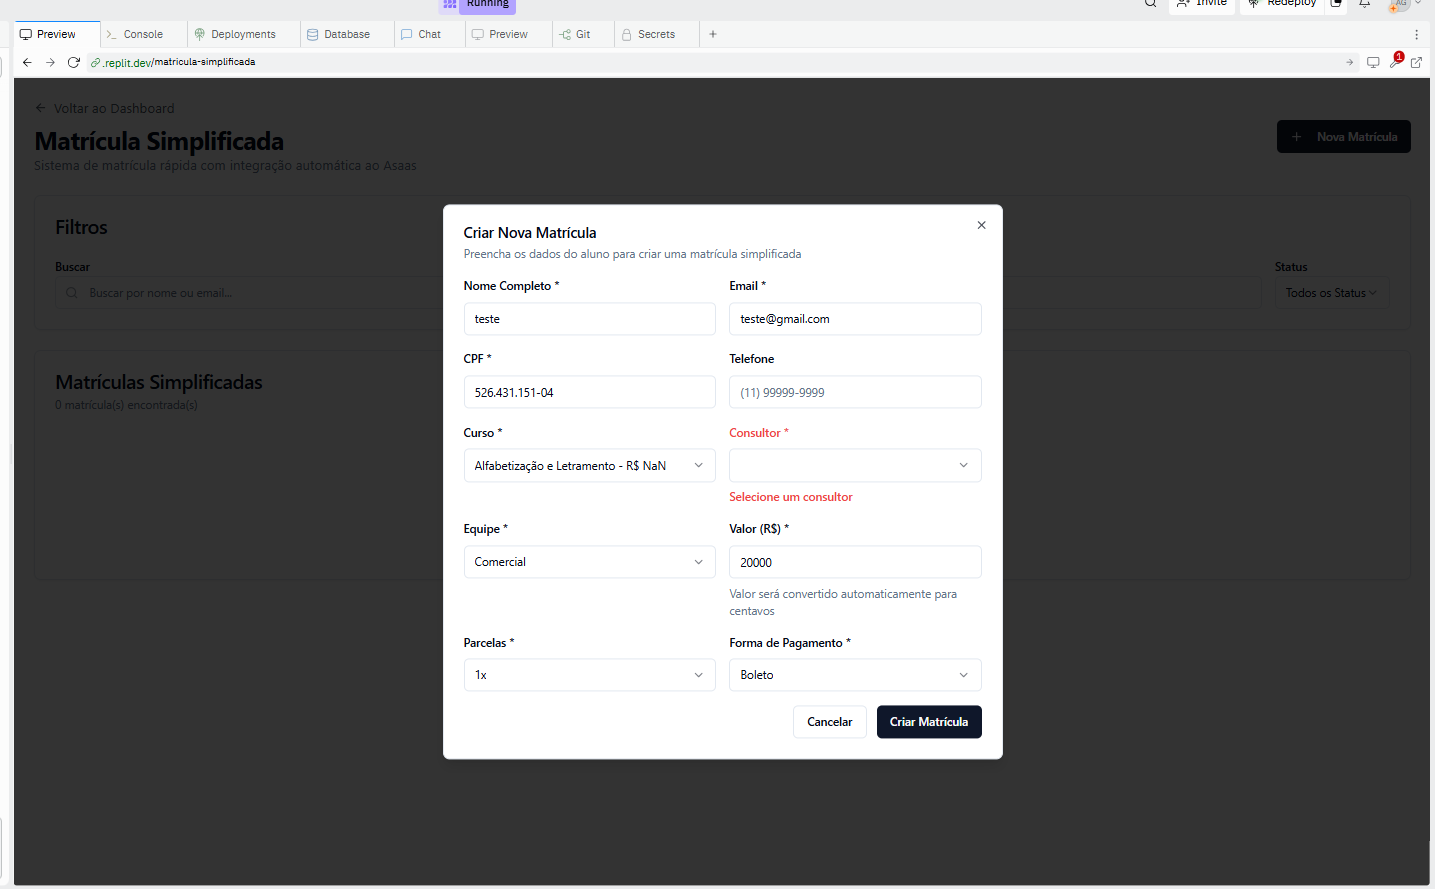 Running
Invite
Redeploy
AG
Preview
Console
Deployments
Database
Chat
Preview
Git
Secrets
.replit.dev/matricula-simplificada
1
Voltar ao Dashboard
Matrícula Simplificada
Sistema de matrícula rápida com integração automática ao Asaas
Nova Matrícula
Filtros
Buscar
Buscar por nome ou email...
Status
Todos os Status
Matrículas Simplificadas
0 matrícula(s) encontrada(s)
Criar Nova Matrícula
Preencha os dados do aluno para criar uma matrícula simplificada
Nome Completo *
Email *
teste
teste@gmail.com
CPF *
Telefone
526.431.151-04
(11) 99999-9999
Curso *
Consultor *
Alfabetização e Letramento - R$ NaN
Selecione um consultor
Equipe *
Valor (R$) *
Comercial
20000
Valor será convertido automaticamente para
centavos
Parcelas *
Forma de Pagamento *
1x
Boleto
Cancelar
Criar Matrícula